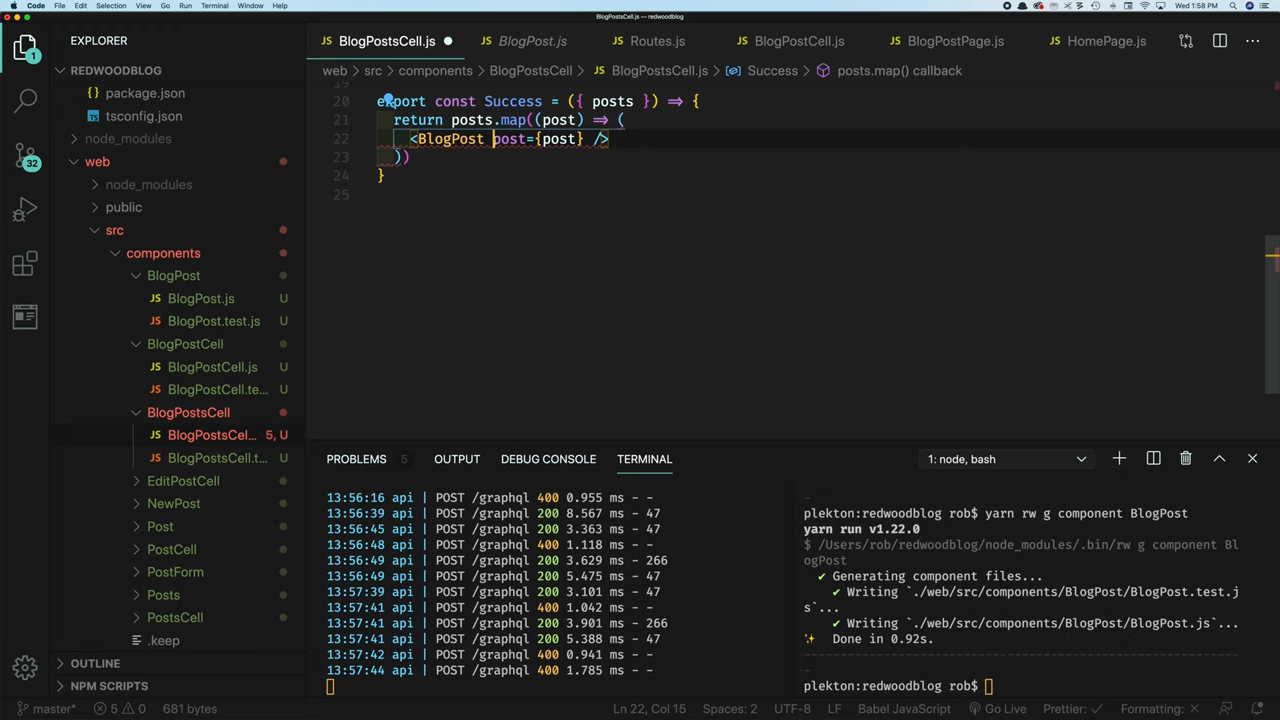 Code File Edit Selection View Go Run Terminal Window Help
Wed 1:58 PM
BlogPostsCell.js — redwoodblog
EXPLORER
BlogPostsCell.js BlogPost.js Routes.js BlogPostCell.js BlogPostPage.js HomePage.js
REDWOODBLOG
web > src > components > BlogPostsCell > JS BlogPostsCell.js > Success > posts.map() callback
package.json
tsconfig.json
node_modules
web
node_modules
public
src
components
BlogPost
JS BlogPost.js U
JS BlogPost.test.js U
BlogPostCell
JS BlogPostCell.js U
JS BlogPostCell.te... U
BlogPostsCell
JS BlogPostsCel... 5, U
JS BlogPostsCell.t... U
EditPostCell
NewPost
Post
PostCell
PostForm
Posts
PostsCell
.keep
OUTLINE
NPM SCRIPTS
1
32
19
20 export const Success = ({ posts }) => {
21 return posts.map((post) => (
22 <BlogPost post={post} />
23 ))
24 }
25
PROBLEMS 5 OUTPUT DEBUG CONSOLE TERMINAL 1: node, bash
13:56:16 api | POST /graphql 400 0.955 ms - -
13:56:39 api | POST /graphql 200 8.567 ms - 47
13:56:45 api | POST /graphql 200 3.363 ms - 47
13:56:48 api | POST /graphql 400 1.118 ms - -
13:56:49 api | POST /graphql 200 3.629 ms - 266
13:56:49 api | POST /graphql 200 5.475 ms - 47
13:57:39 api | POST /graphql 200 3.101 ms - 47
13:57:41 api | POST /graphql 400 1.042 ms - -
13:57:41 api | POST /graphql 200 3.901 ms - 266
13:57:41 api | POST /graphql 200 5.388 ms - 47
13:57:42 api | POST /graphql 400 0.941 ms - -
13:57:44 api | POST /graphql 400 1.785 ms - -
plekton:redwoodblog rob$ yarn rw g component BlogPost
yarn run v1.22.0
$ /Users/rob/redwoodblog/node_modules/.bin/rw g component Bl
ogPost
✔ Generating component files...
✔ Writing `./web/src/components/BlogPost/BlogPost.test.j
s`...
✔ Writing `./web/src/components/BlogPost/BlogPost.js`...
✨ Done in 0.92s.
plekton:redwoodblog rob$
master* 5 0 681 bytes Ln 22, Col 15 Spaces: 2 UTF-8 LF Babel JavaScript Go Live Prettier: ✓ Formatting: ×